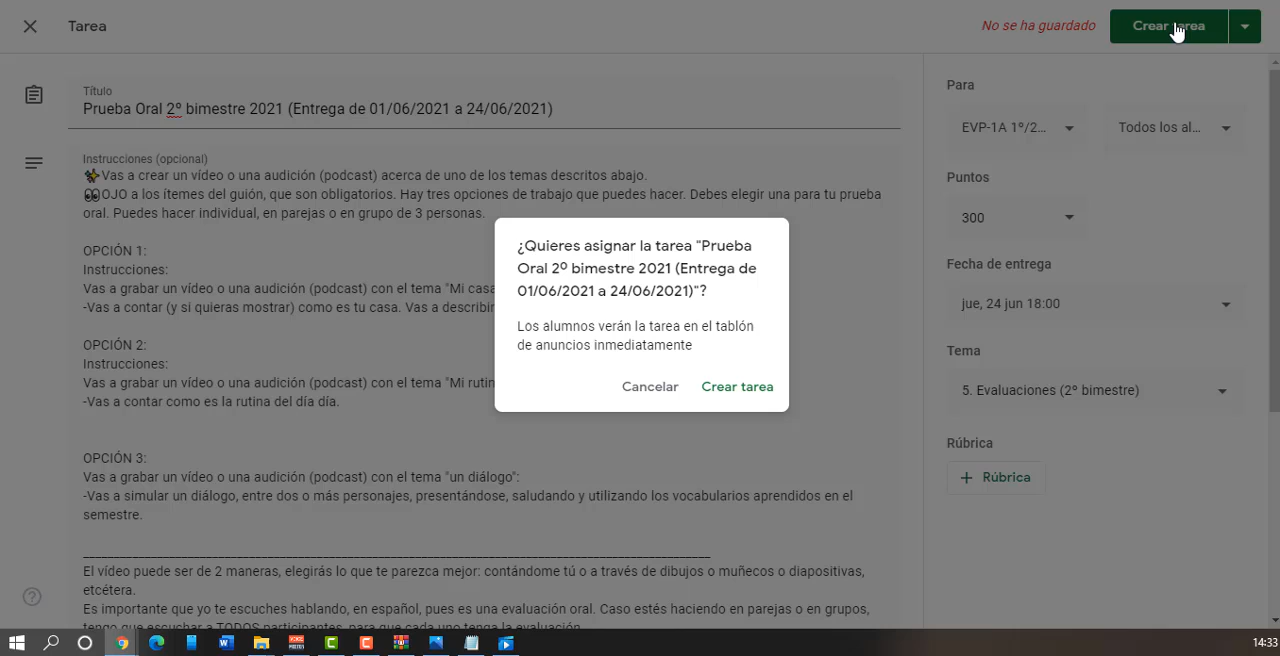 Tarea
No se ha guardado
Crear tarea
Título
Prueba Oral 2º bimestre 2021 (Entrega de 01/06/2021 a 24/06/2021)
Instrucciones (opcional)
✨Vas a crear un vídeo o una audición (podcast) acerca de uno de los temas descritos abajo.
👀OJO a los ítemes del guión, que son obligatorios. Hay tres opciones de trabajo que puedes hacer. Debes elegir una para tu prueba
oral. Puedes hacer individual, en parejas o en grupo de 3 personas.
OPCIÓN 1:
Instrucciones:
Vas a grabar un vídeo o una audición (podcast) con el tema "Mi casa
-Vas a contar (y si quieras mostrar) como es tu casa. Vas a describir
OPCIÓN 2:
Instrucciones:
Vas a grabar un vídeo o una audición (podcast) con el tema "Mi rutin
-Vas a contar como es la rutina del día día.
OPCIÓN 3:
Vas a grabar un vídeo o una audición (podcast) con el tema "un diálogo":
-Vas a simular un diálogo, entre dos o más personajes, presentándose, saludando y utilizando los vocabularios aprendidos en el
semestre.
El vídeo puede ser de 2 maneras, elegirás lo que te parezca mejor: contándome tú o a través de dibujos o muñecos o diapositivas,
etcétera.
Es importante que yo te escuches hablando, en español, pues es una evaluación oral. Caso estés haciendo en parejas o en grupos,
tengo que escuchar a TODOS participantes, para que cada uno tenga la evaluación.
¿Quieres asignar la tarea "Prueba
Oral 2º bimestre 2021 (Entrega de
01/06/2021 a 24/06/2021)"?
Los alumnos verán la tarea en el tablón
de anuncios inmediatamente
Cancelar Crear tarea
Para
EVP-1A 1º/2... Todos los al...
Puntos
300
Fecha de entrega
jue, 24 jun 18:00
Tema
5. Evaluaciones (2º bimestre)
Rúbrica
+ Rúbrica
14:33